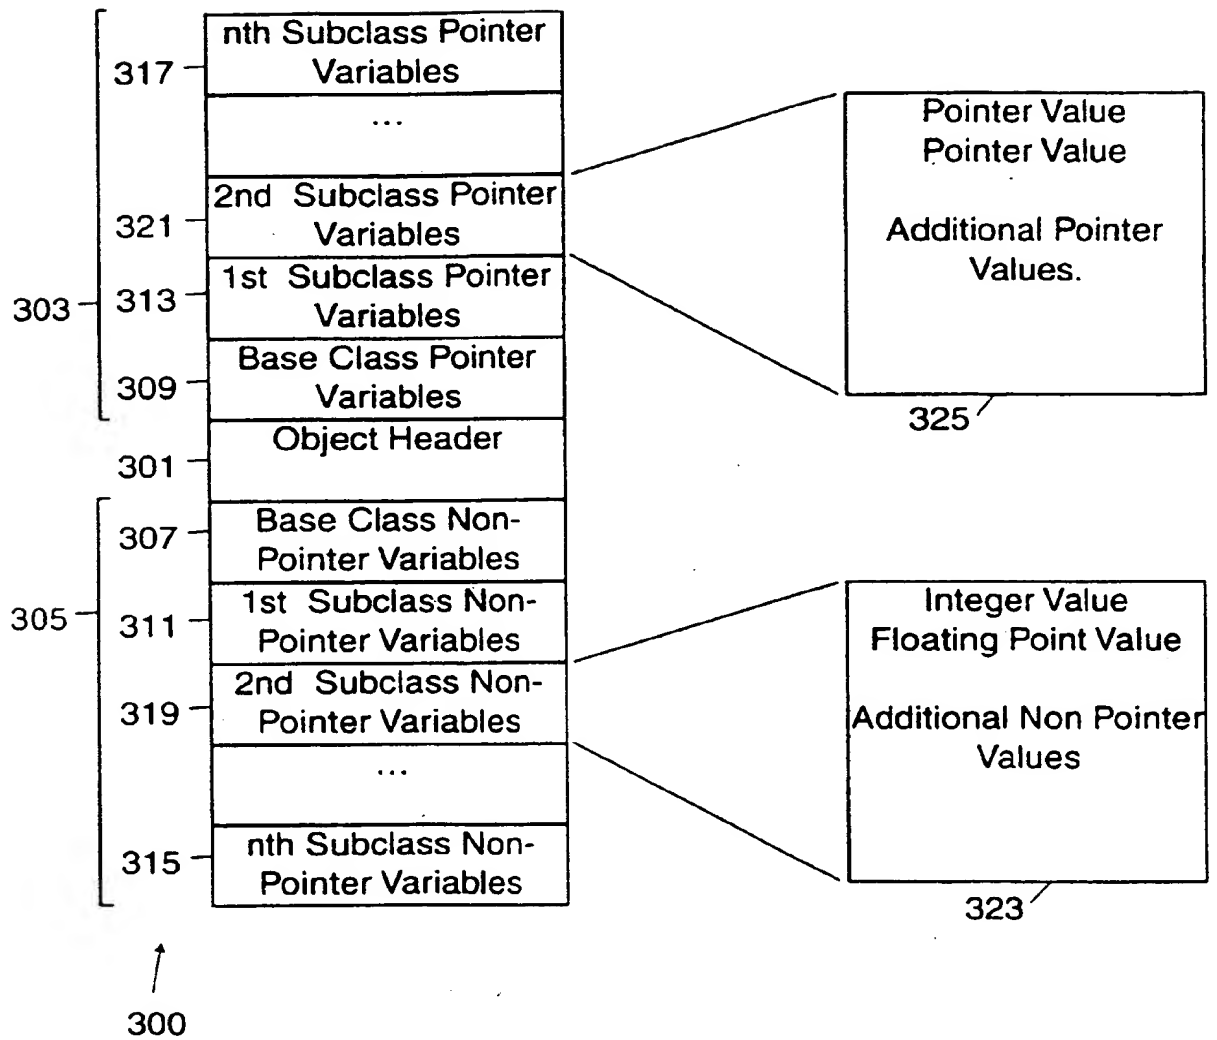 nth Subclass Pointer
Variables
317
...
2nd Subclass Pointer
Variables
321
1st Subclass Pointer
Variables
313
303
Base Class Pointer
Variables
309
Object Header
301
Base Class Non-
Pointer Variables
307
1st Subclass Non-
Pointer Variables
311
305
2nd Subclass Non-
Pointer Variables
319
...
nth Subclass Non-
Pointer Variables
315
300
Pointer Value
Pointer Value
Additional Pointer
Values.
325
Integer Value
Floating Point Value
Additional Non Pointer
Values
323